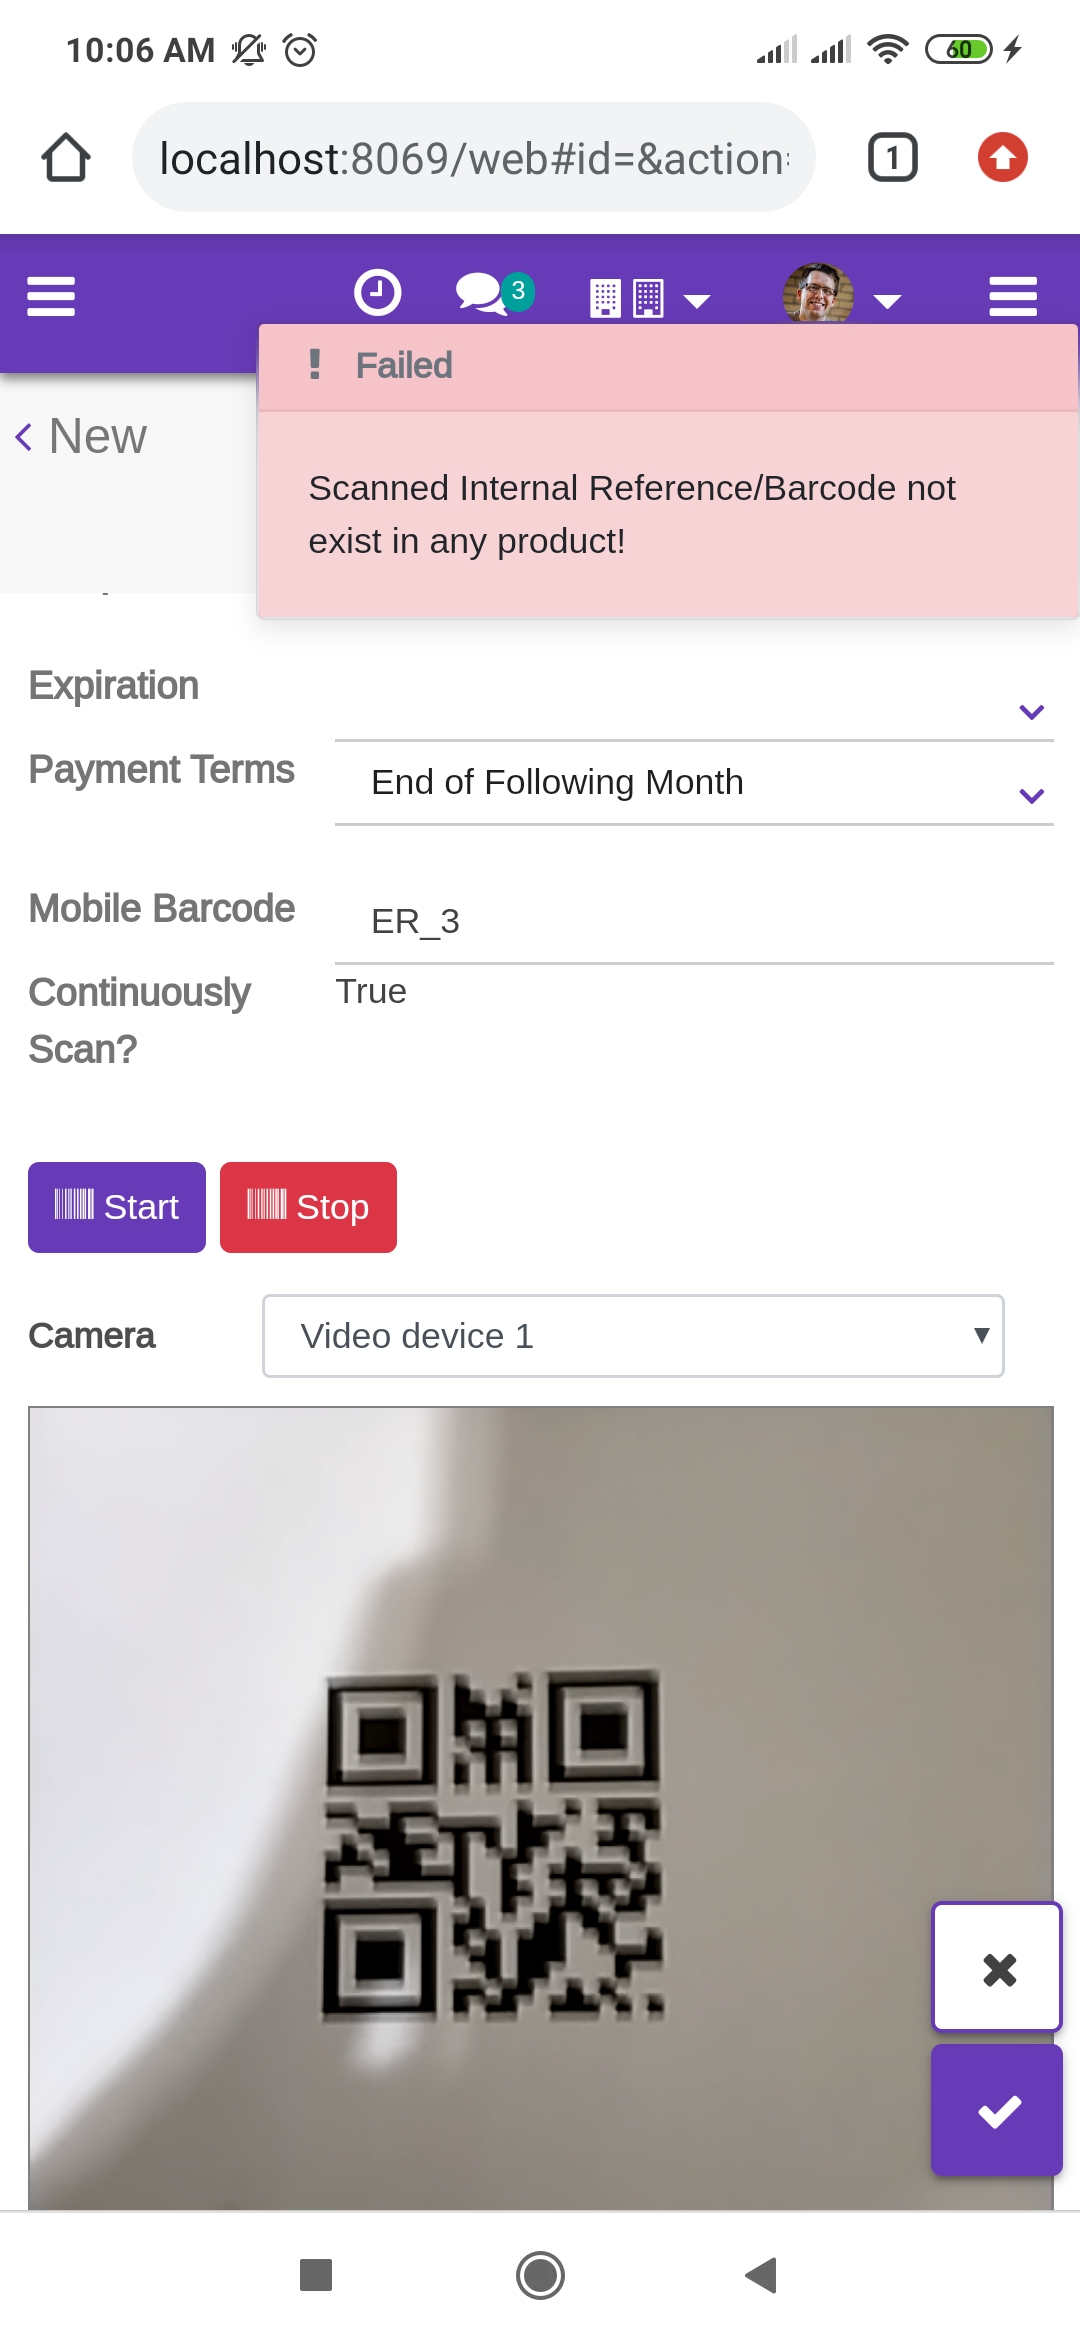 10:06 AM
60
localhost:8069/web#id=&action
1
3
Failed
New
Scanned Internal Reference/Barcode not
exist in any product!
Expiration
Payment Terms
End of Following Month
Mobile Barcode
ER_3
Continuously
True
Scan?
Start
Stop
Camera
Video device 1